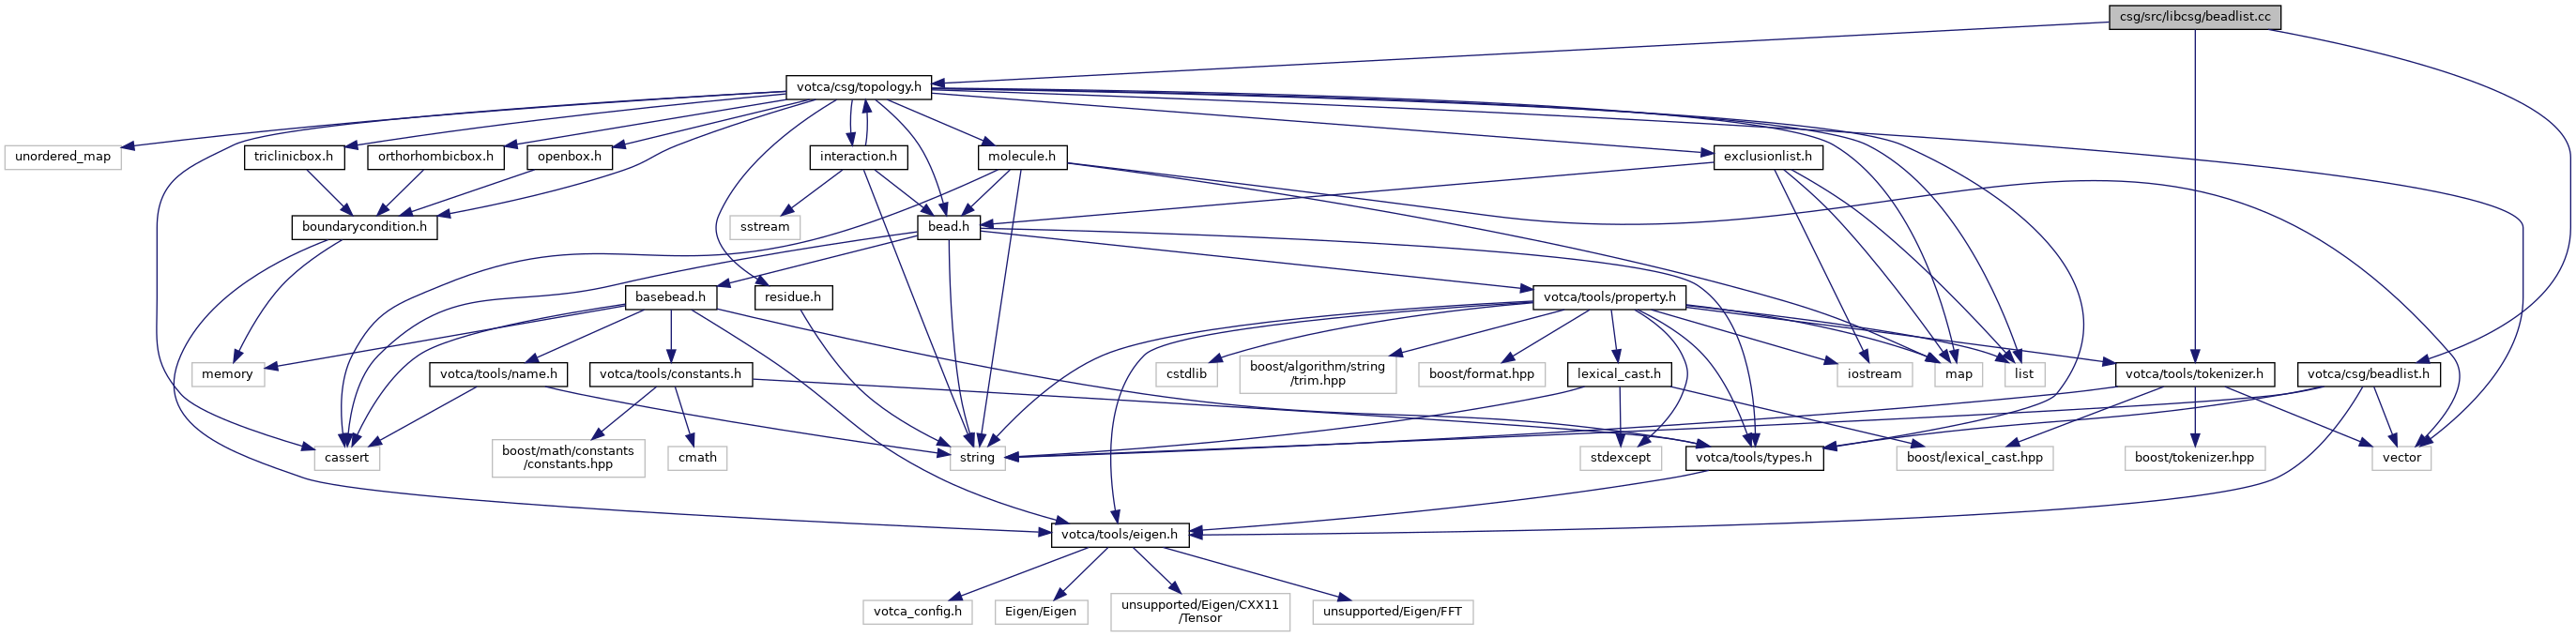 csg/src/libcsg/beadlist.cc
votca/csg/topology.h
unordered_map
triclinicbox.h
orthorhombicbox.h
openbox.h
interaction.h
molecule.h
exclusionlist.h
boundarycondition.h
sstream
bead.h
basebead.h
residue.h
votca/tools/property.h
memory
votca/tools/name.h
votca/tools/constants.h
cstdlib
boost/algorithm/string
/trim.hpp
boost/format.hpp
lexical_cast.h
iostream
map
list
votca/tools/tokenizer.h
votca/csg/beadlist.h
cassert
boost/math/constants
/constants.hpp
cmath
string
stdexcept
votca/tools/types.h
boost/lexical_cast.hpp
boost/tokenizer.hpp
vector
votca/tools/eigen.h
votca_config.h
Eigen/Eigen
unsupported/Eigen/CXX11
/Tensor
unsupported/Eigen/FFT